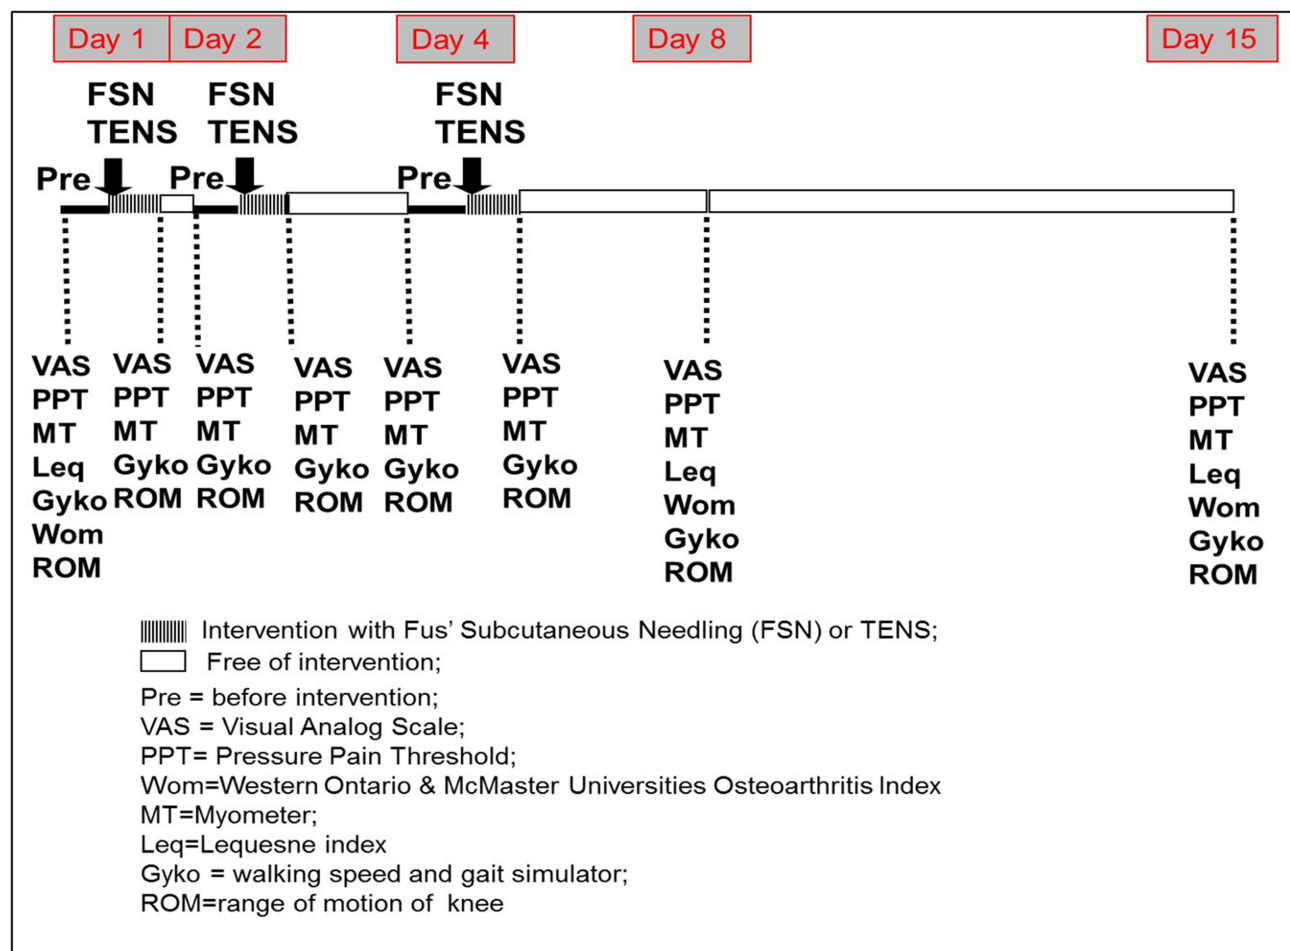 Day 1 Day 2 Day 4 Day 8 Day 15
FSN FSN FSN
TENS TENS TENS
Pre Pre Pre
VAS
PPT
MT
Leq
Gyko
Wom
ROM
VAS
PPT
MT
Gyko
ROM
VAS
PPT
MT
Gyko
ROM
VAS
PPT
MT
Gyko
ROM
VAS
PPT
MT
Gyko
ROM
VAS
PPT
MT
Gyko
ROM
VAS
PPT
MT
Leq
Wom
Gyko
ROM
VAS
PPT
MT
Leq
Wom
Gyko
ROM
Intervention with Fus’ Subcutaneous Needling (FSN) or TENS;
Free of intervention;
Pre = before intervention;
VAS = Visual Analog Scale;
PPT= Pressure Pain Threshold;
Wom=Western Ontario & McMaster Universities Osteoarthritis Index
MT=Myometer;
Leq=Lequesne index
Gyko = walking speed and gait simulator;
ROM=range of motion of knee